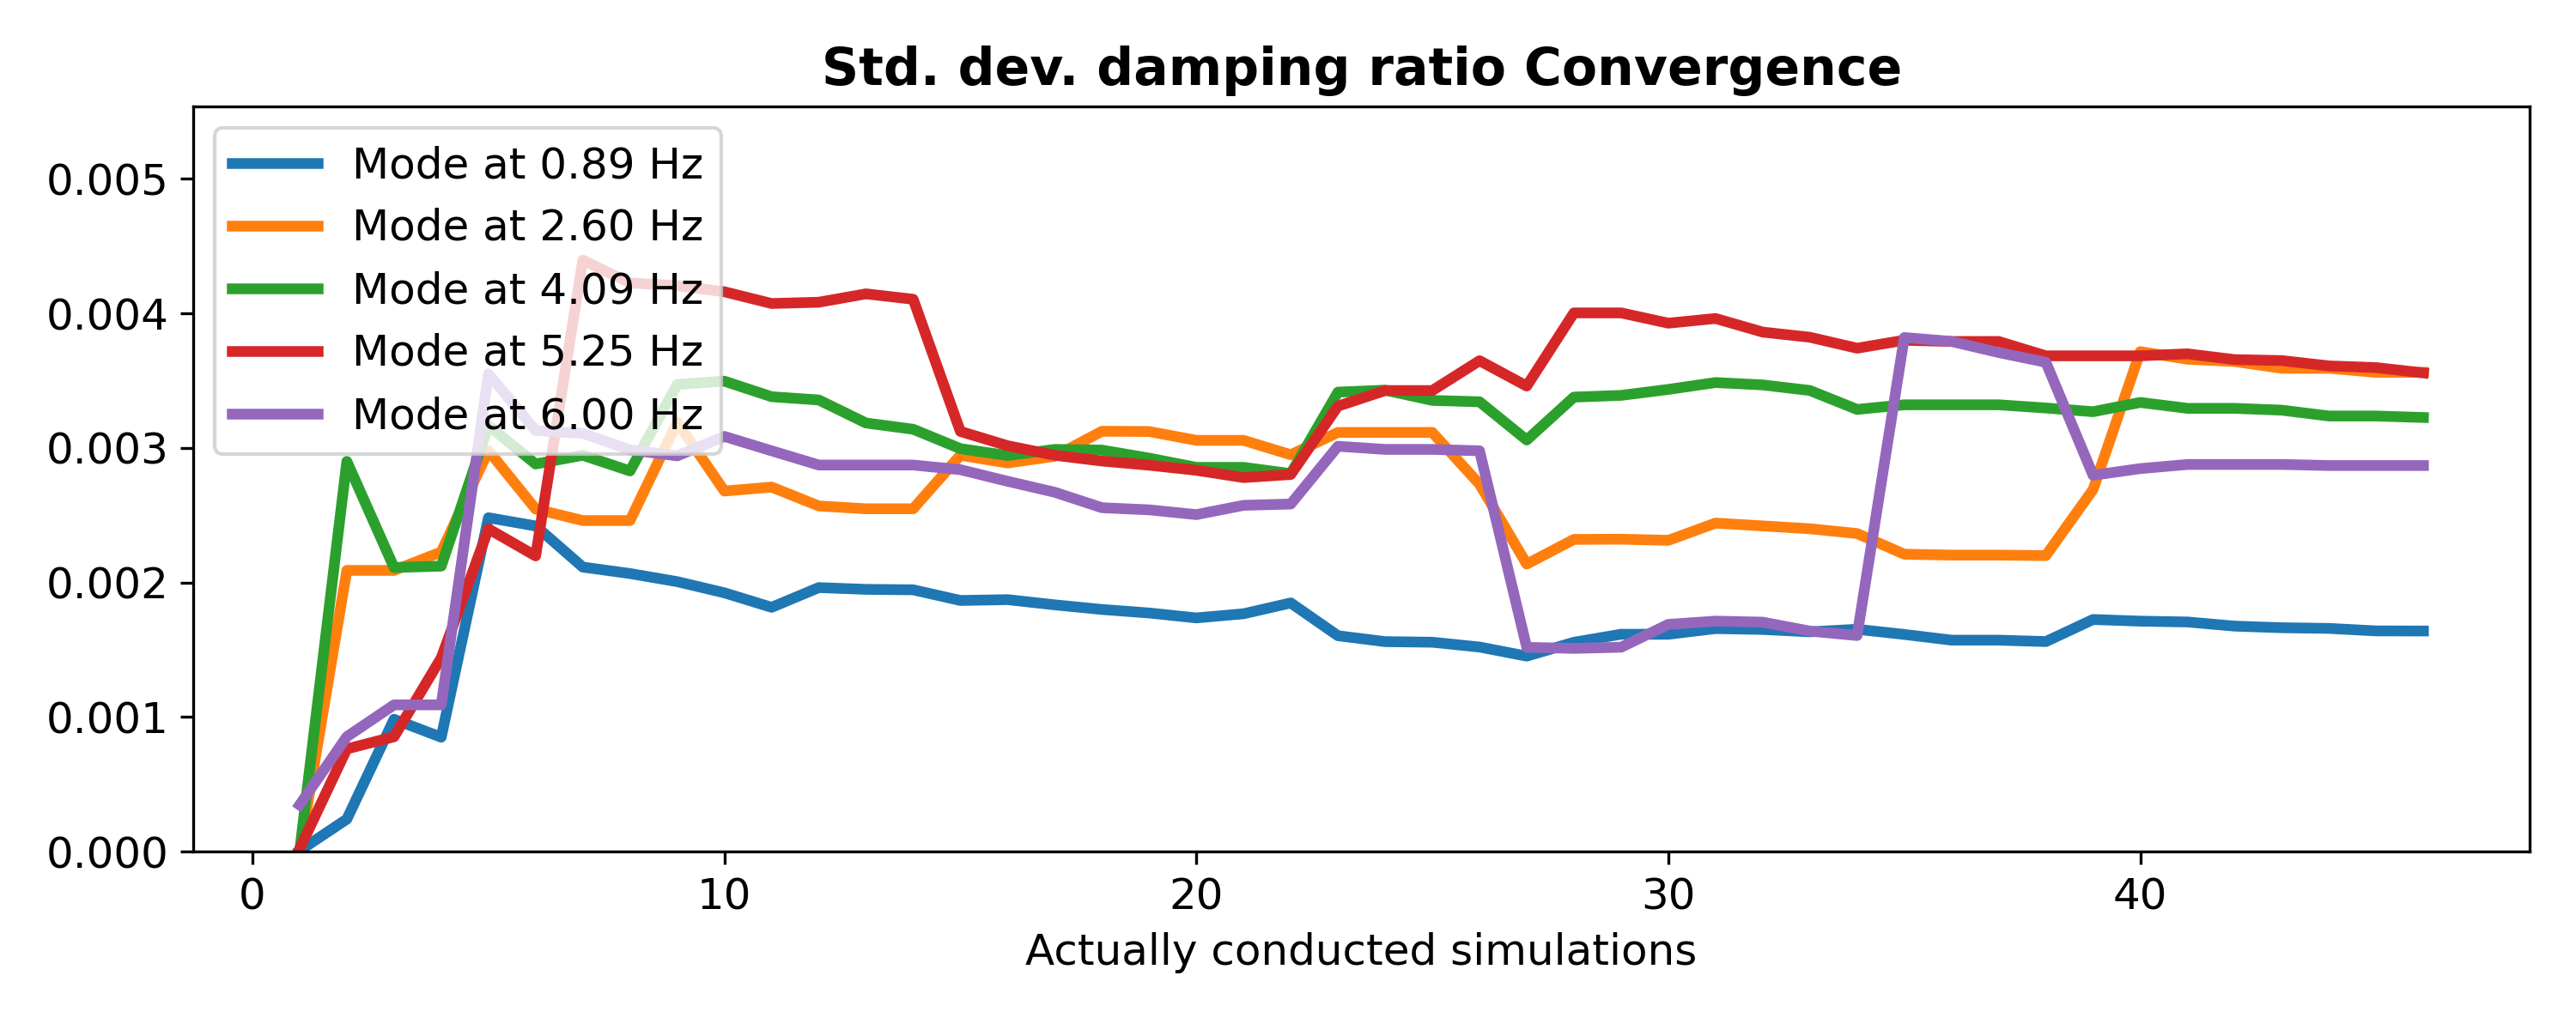 Std. dev. damping ratio Convergence
Mode at 0.89 Hz
Mode at 2.60 Hz
Mode at 4.09 Hz
Mode at 5.25 Hz
Mode at 6.00 Hz
0.005
0.004
0.003
0.002
0.001
0.000
0 10 20 30 40
Actually conducted simulations